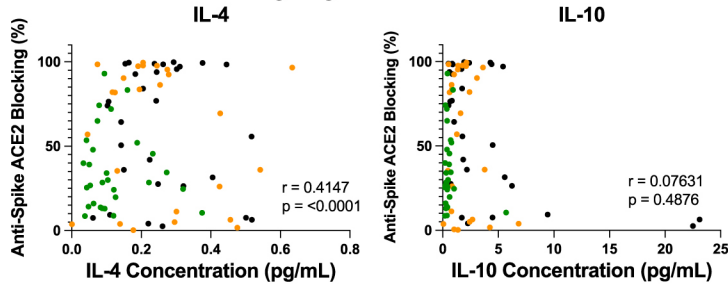 IL-4
Anti-Spike ACE2 Blocking (%)
100
50
0
r = 0.4147
p = <0.0001
0.0 0.2 0.4 0.6 0.8
IL-4 Concentration (pg/mL)
IL-10
Anti-Spike ACE2 Blocking (%)
100
50
0
r = 0.07631
p = 0.4876
0 5 10 15 20 25
IL-10 Concentration (pg/mL)